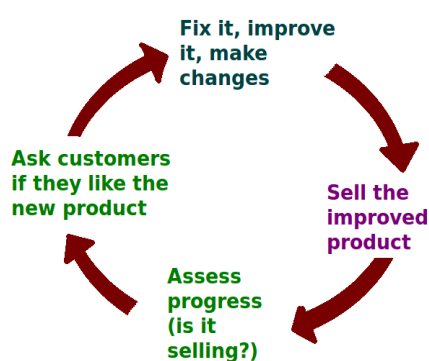 Fix it, improve
it, make
changes
Sell the
improved
product
Assess
progress
(is it
selling?)
Ask customers
if they like the
new product